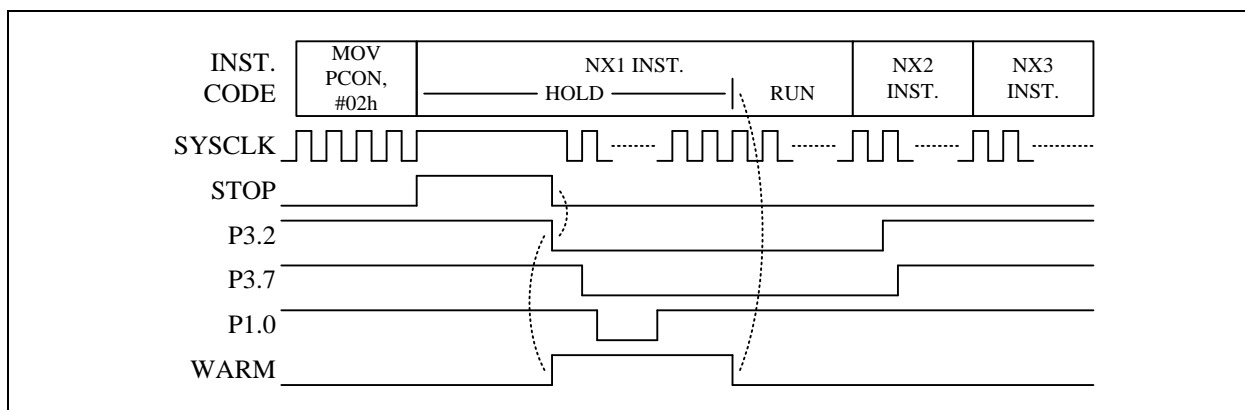 INST.
CODE
MOV
PCON,
#02h
NX1 INST.
HOLD
RUN
NX2
INST.
NX3
INST.
SYSCLK
STOP
P3.2
P3.7
P1.0
WARM